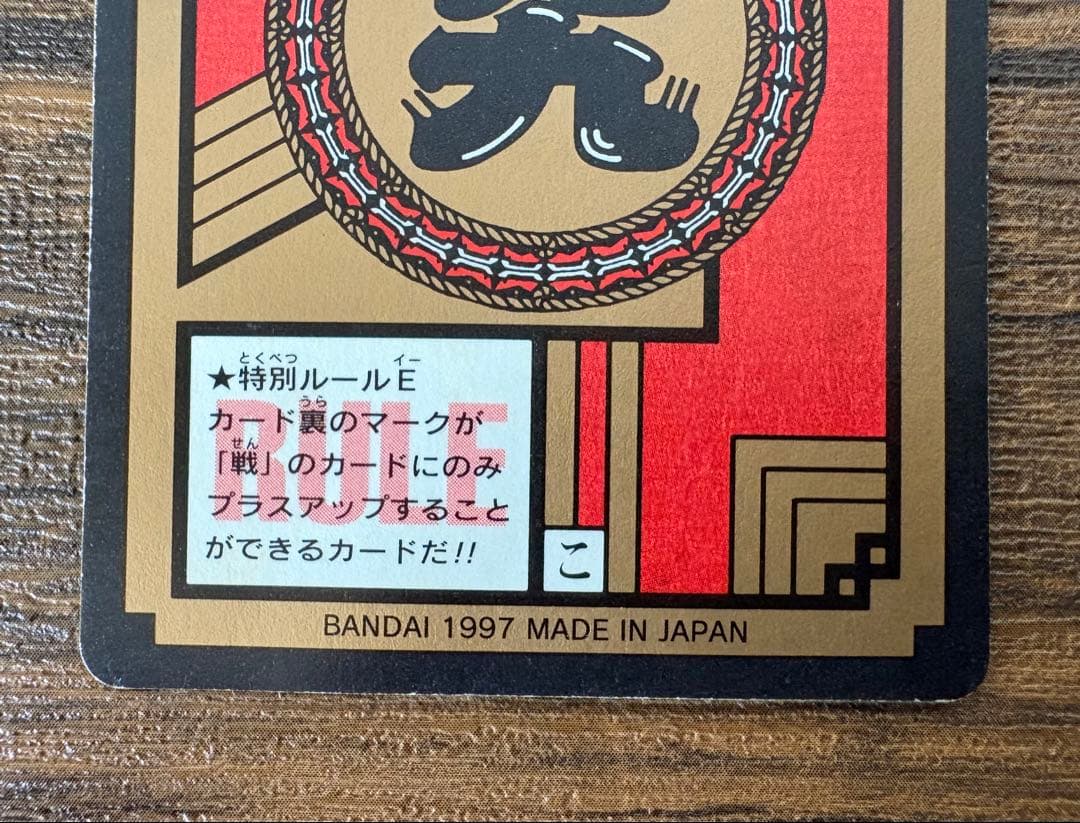 ★特別ルールE
カード裏のマークが
「戦」のカードにのみ
プラスアップすること
ができるカードだ!!
RULE
こ
BANDAI 1997 MADE IN JAPAN